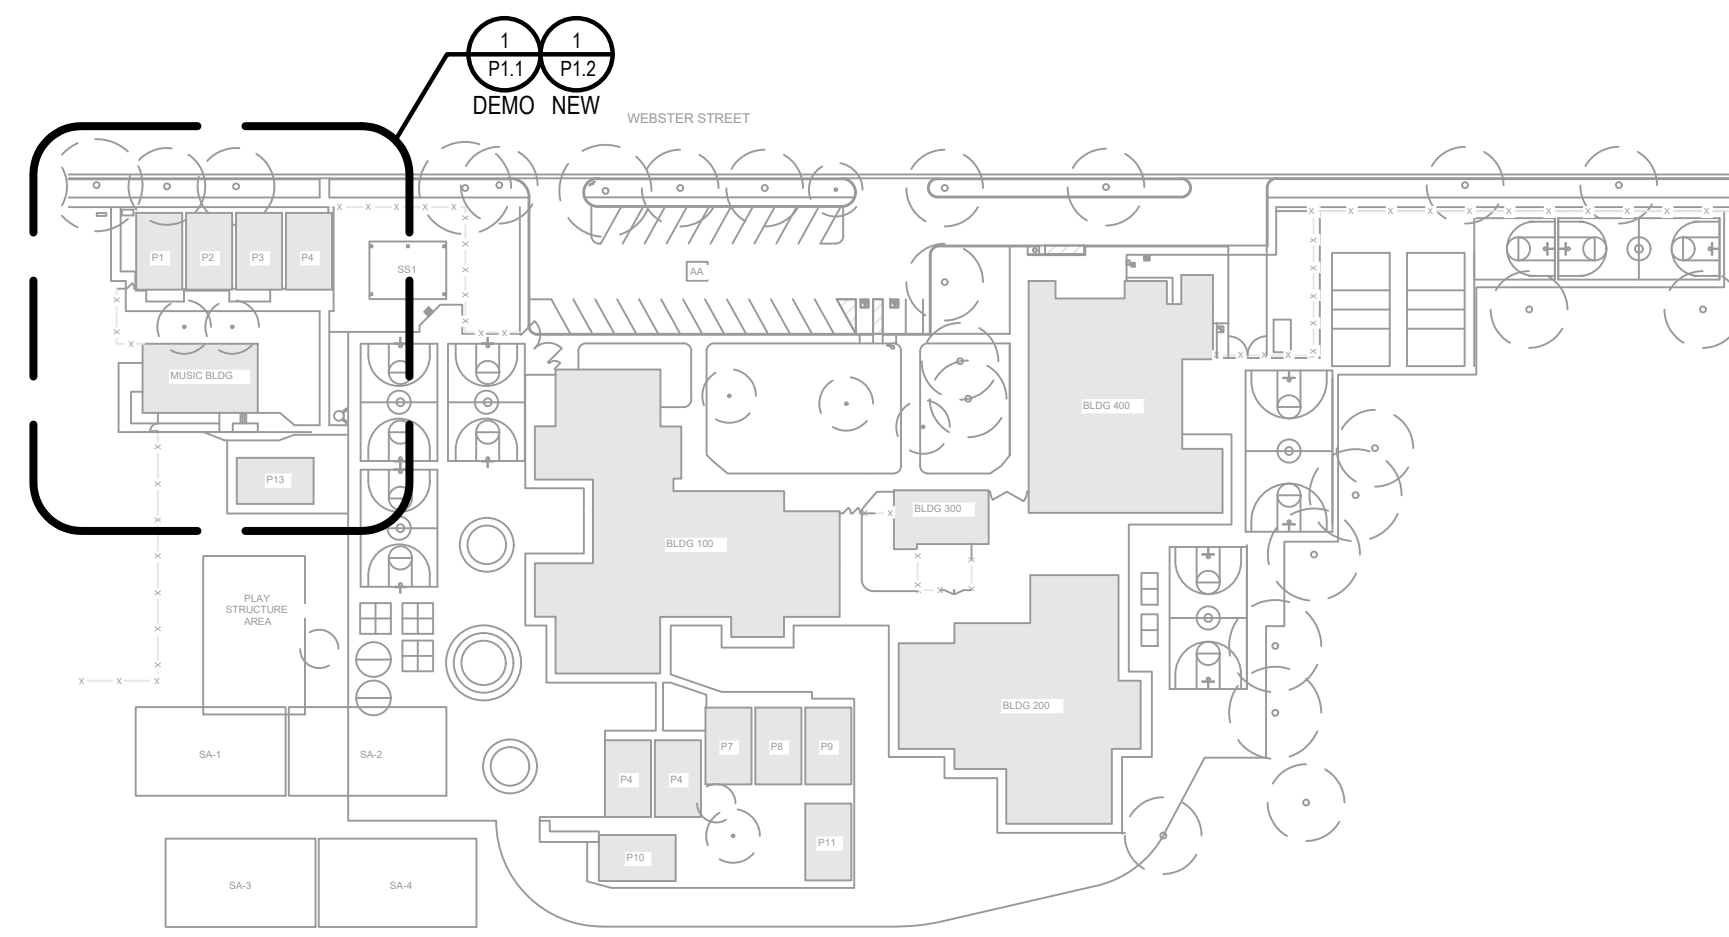 1 1
P1.1 P1.2
DEMO NEW
WEBSTER STREET
P1 P2 P3 P4
SS1
AA
MUSIC BLDG
BLDG 400
P13
BLDG 300
BLDG 100
PLAY
STRUCTURE
AREA
BLDG 200
SA-1 SA-2
P7 P8 P9
P4 P4
P11
P10
SA-3 SA-4